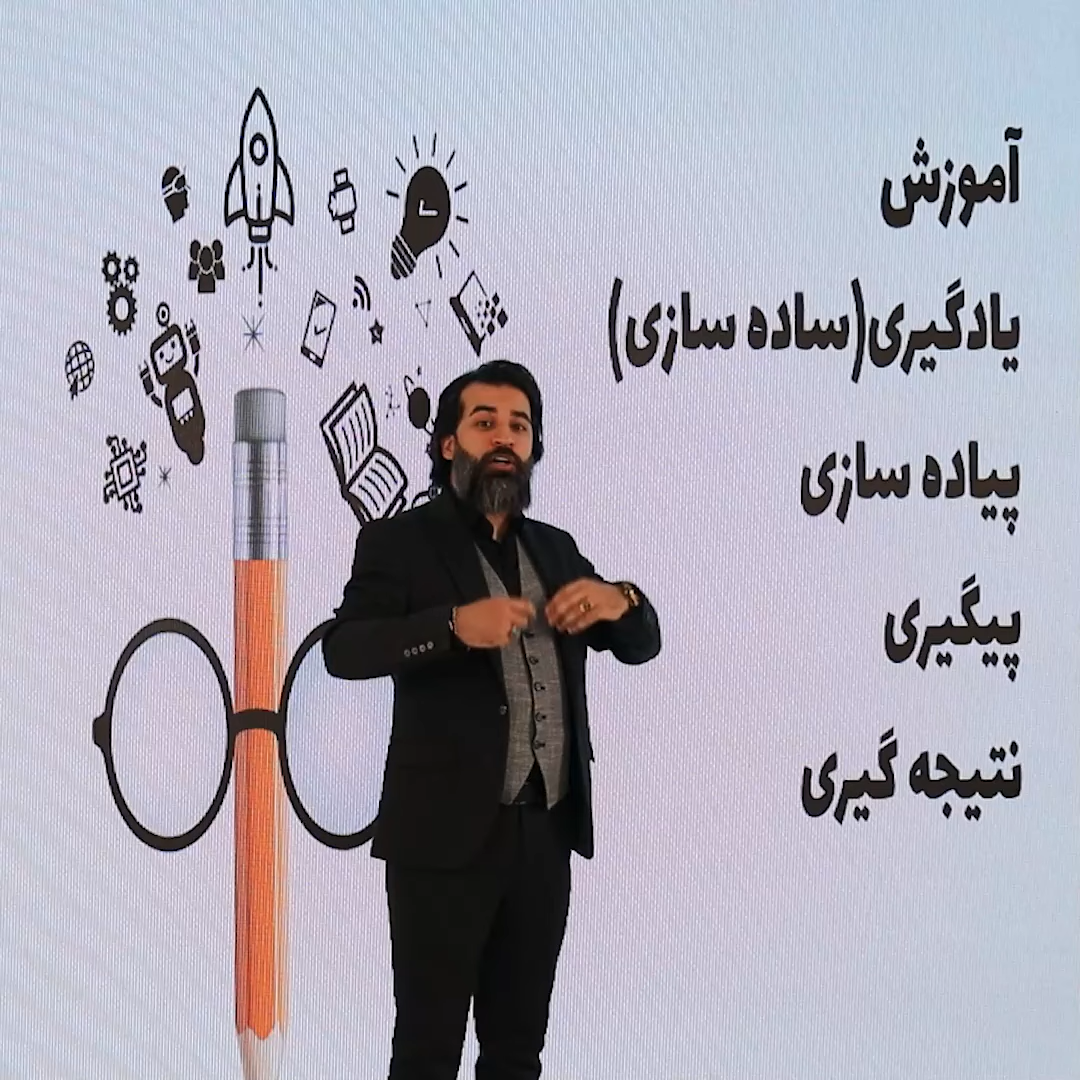 آموزش
یادگیری(ساده سازی)
پیاده سازی
پیگیری
نتیجه گیری